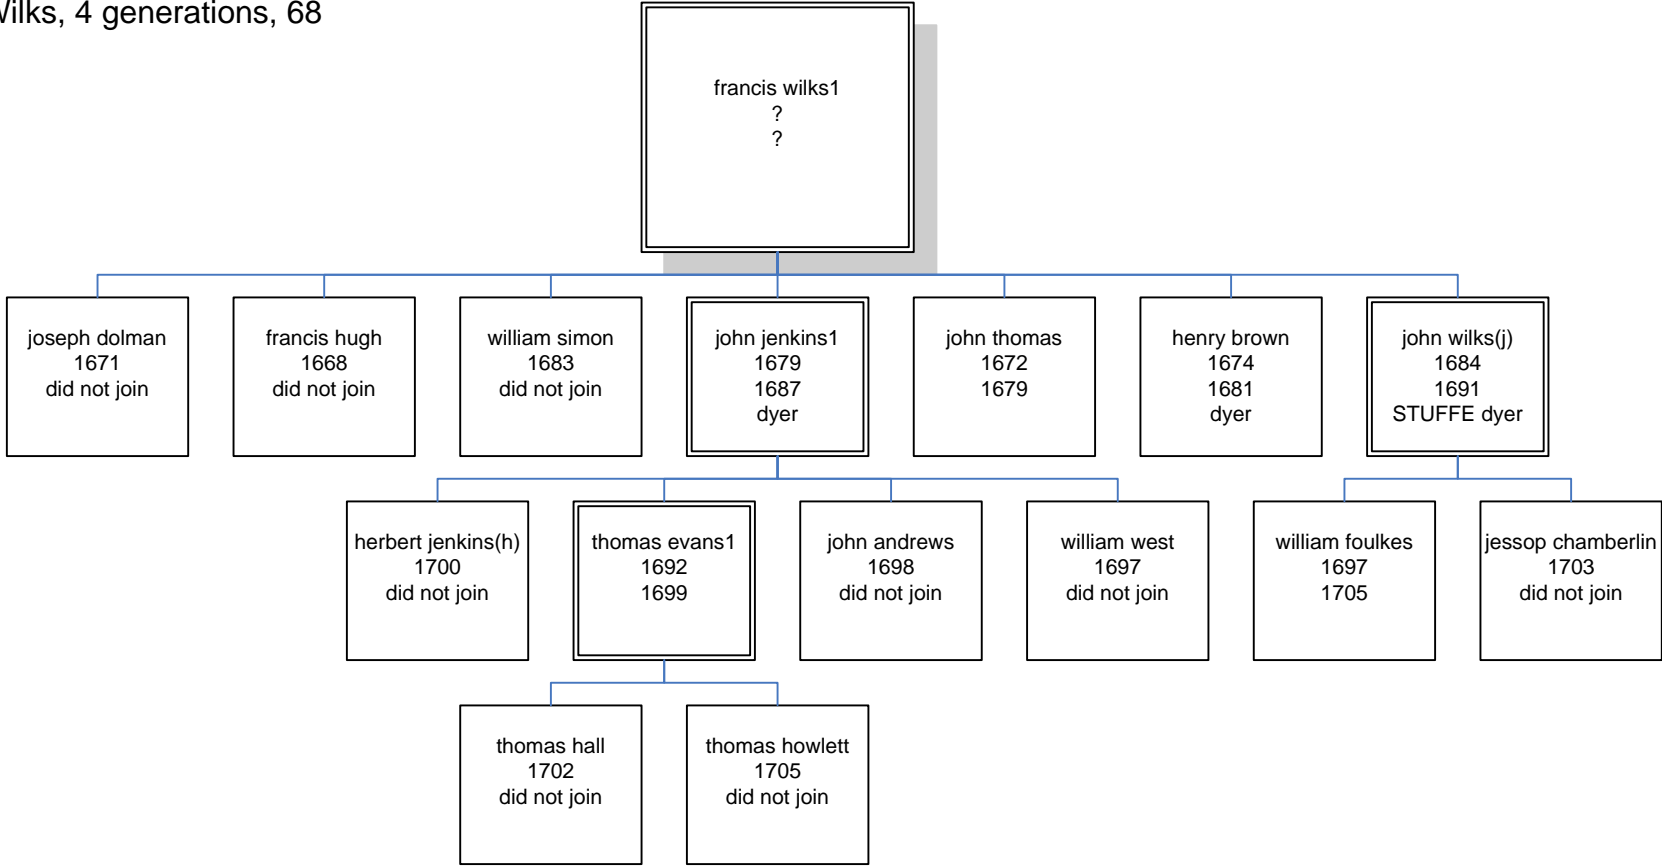 Wilks, 4 generations, 68
francis wilks1
?
?
joseph dolman
1671
did not join
francis hugh
1668
did not join
william simon
1683
did not join
john jenkins1
1679
1687
dyer
john thomas
1672
1679
henry brown
1674
1681
dyer
john wilks(j)
1684
1691
STUFFE dyer
herbert jenkins(h)
1700
did not join
thomas evans1
1692
1699
john andrews
1698
did not join
william west
1697
did not join
william foulkes
1697
1705
jessop chamberlin
1703
did not join
thomas hall
1702
did not join
thomas howlett
1705
did not join